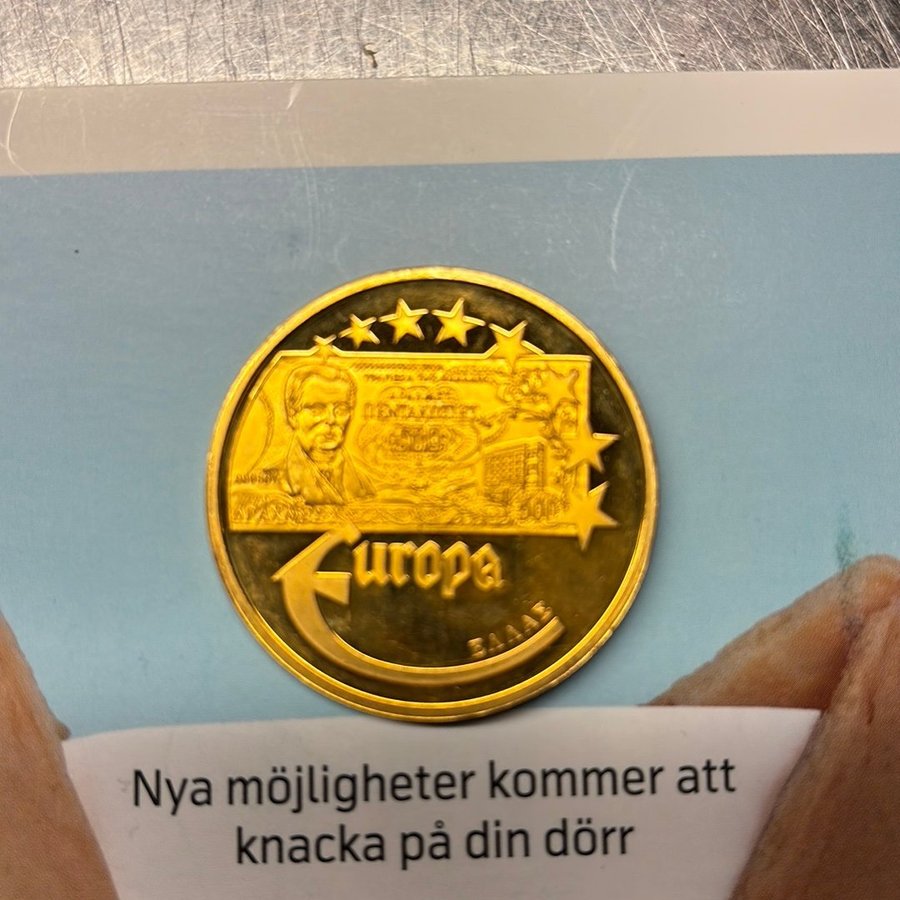 Europa
ΕΛΛΑΣ
Nya möjligheter kommer att
knacka på din dörr